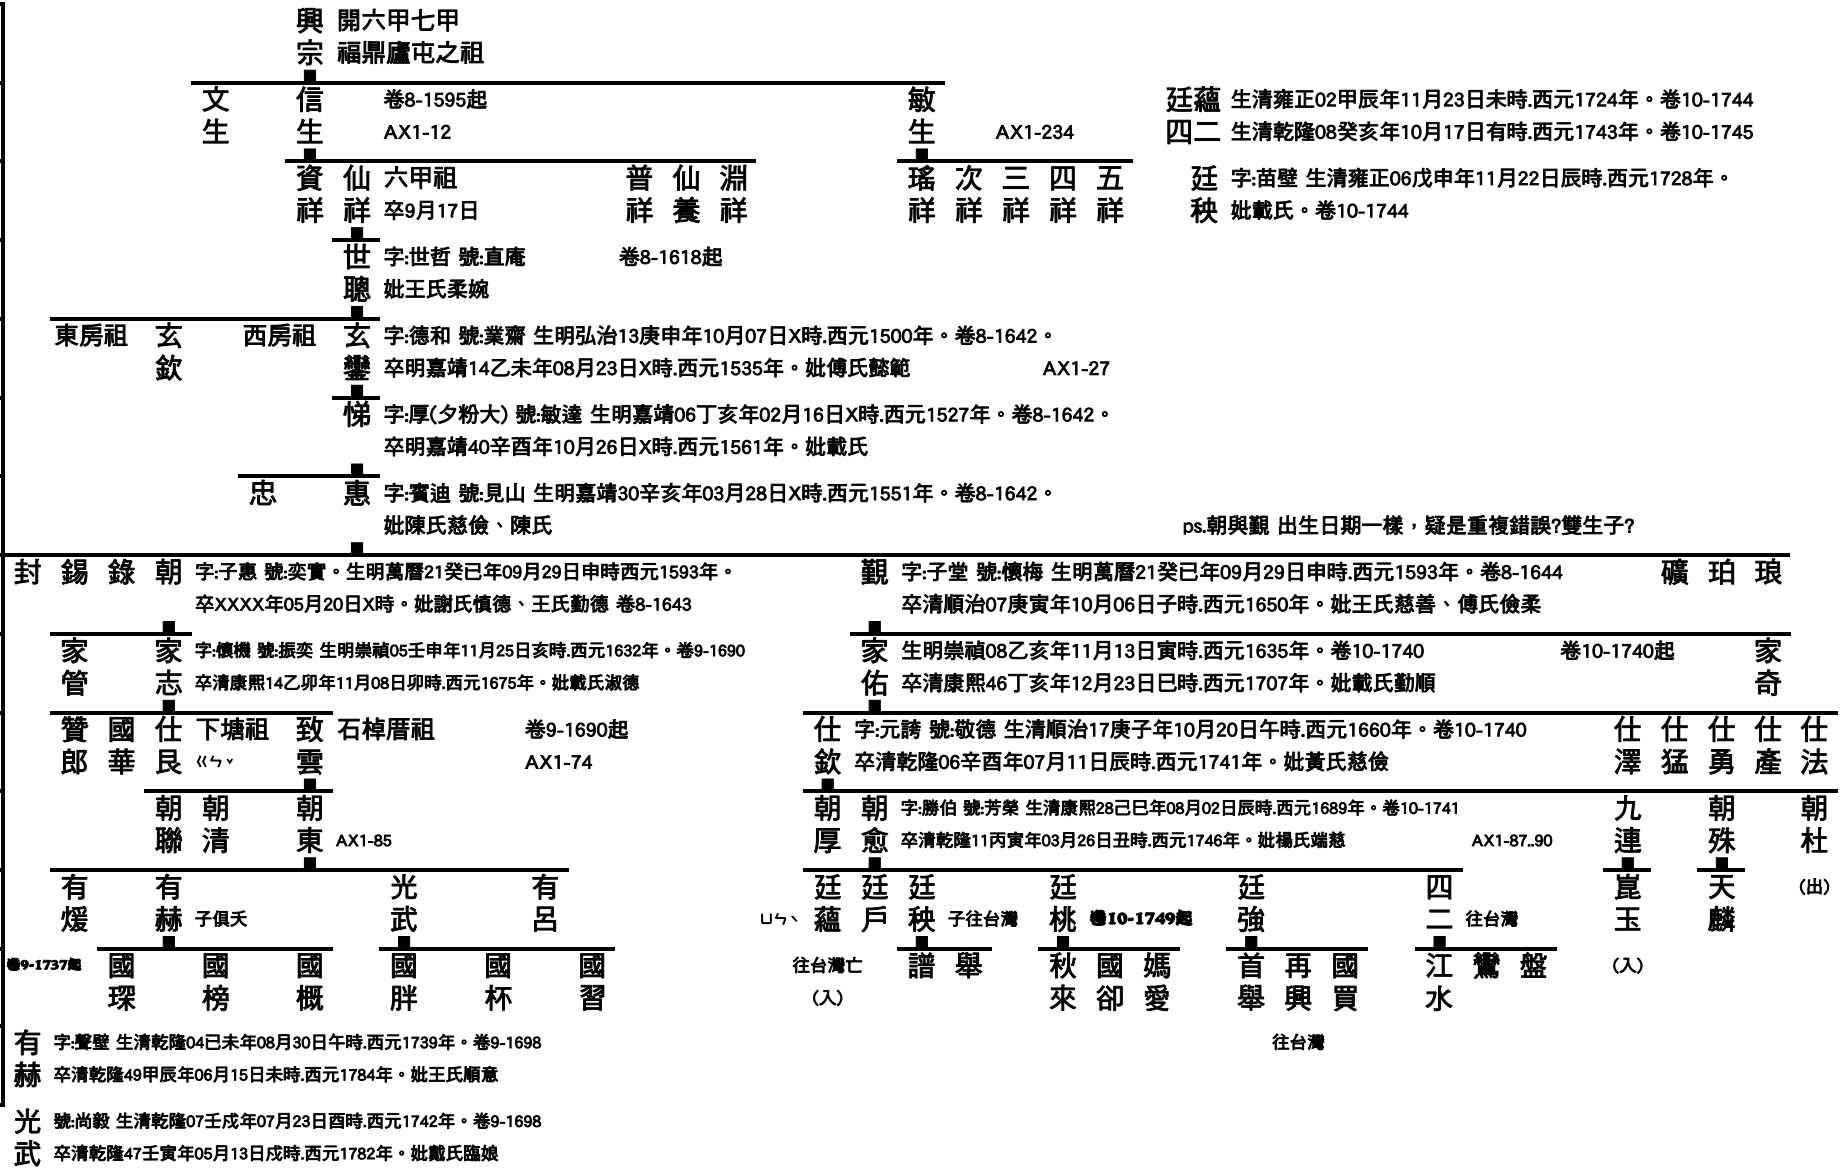 興宗 開六甲七甲
福鼎廬屯之祖
文生 信生 卷8-1595起
AX1-12
敏生 AX1-234
廷蘊 生清雍正02甲辰年11月23日未時.西元1724年。卷10-1744
四二 生清乾隆08癸亥年10月17日有時.西元1743年。卷10-1745
資祥 仙祥 六甲祖
卒9月17日
普祥 仙養 淵祥
瑤祥 次祥 三祥 四祥 五祥
廷秧 字:苗壁 生清雍正06戊申年11月22日辰時.西元1728年。
妣載氏。卷10-1744
世聰 字:世哲 號:直庵 卷8-1618起
妣王氏柔婉
東房祖 玄欽 西房祖 玄鑾 字:德和 號:業齋 生明弘治13庚申年10月07日X時.西元1500年。卷8-1642。
卒明嘉靖14乙未年08月23日X時.西元1535年。妣傅氏懿範 AX1-27
悌 字:厚(夕粉大) 號:敏達 生明嘉靖06丁亥年02月16日X時.西元1527年。卷8-1642。
卒明嘉靖40辛酉年10月26日X時.西元1561年。妣載氏
忠 惠 字:賓迪 號:見山 生明嘉靖30辛亥年03月28日X時.西元1551年。卷8-1642。
妣陳氏慈儉、陳氏
ps.朝與觐 出生日期一樣，疑是重複錯誤?雙生子?
封 錫 錄 朝 字:子惠 號:奕實。生明萬曆21癸已年09月29日申時西元1593年。
卒XXXX年05月20日X時。妣謝氏慎德、王氏勤德 卷8-1643
觐 字:子堂 號:懷梅 生明萬曆21癸已年09月29日申時.西元1593年。卷8-1644
卒清順治07庚寅年10月06日子時.西元1650年。妣王氏慈善、傅氏儉柔
礦 珀 琅
家管 家志 字:懷機 號:振奕 生明崇禎05壬申年11月25日亥時.西元1632年。卷9-1690
卒清康熙14乙卯年11月08日卯時.西元1675年。妣載氏淑德
家佑 生明崇禎08乙亥年11月13日寅時.西元1635年。卷10-1740 卷10-1740起 家奇
卒清康熙46丁亥年12月23日巳時.西元1707年。妣載氏勤順
贊郎 國華 仕艮 下塘祖 致雲 石棹厝祖 卷9-1690起
ㄍㄣˇ AX1-74
仕欽 字:元誇 號:敬德 生清順治17庚子年10月20日午時.西元1660年。卷10-1740
卒清乾隆06辛酉年07月11日辰時.西元1741年。妣黃氏慈儉
仕澤 仕猛 仕勇 仕產 仕法
朝聯 朝清 朝東 AX1-85
朝厚 朝愈 字:勝伯 號:芳榮 生清康熙28己巳年08月02日辰時.西元1689年。卷10-1741
卒清乾隆11丙寅年03月26日丑時.西元1746年。妣楊氏端慈 AX1-87..90
九連 朝殊 朝杜
有煖 有赫 子俱夭 光武 有呂
ㄩㄣˋ 廷蘊 廷戶 廷秧 子往台灣 廷桃 卷10-1749起 廷強 四二 往台灣 崑玉 天麟 (出)
卷9-1737起 國琛 國榜 國概 國胖 國杯 國習
往台灣亡
(入)
譜 舉 秋來 國卻 媽愛 首舉 再興 國買 江水 鸞 盤 (入)
有赫 字:聲壁 生清乾隆04已未年08月30日午時.西元1739年。卷9-1698
卒清乾隆49甲辰年06月15日未時.西元1784年。妣王氏順意
往台灣
光武 號:尚毅 生清乾隆07壬戍年07月23日酉時.西元1742年。卷9-1698
卒清乾隆47壬寅年05月13日戍時.西元1782年。妣戴氏臨娘